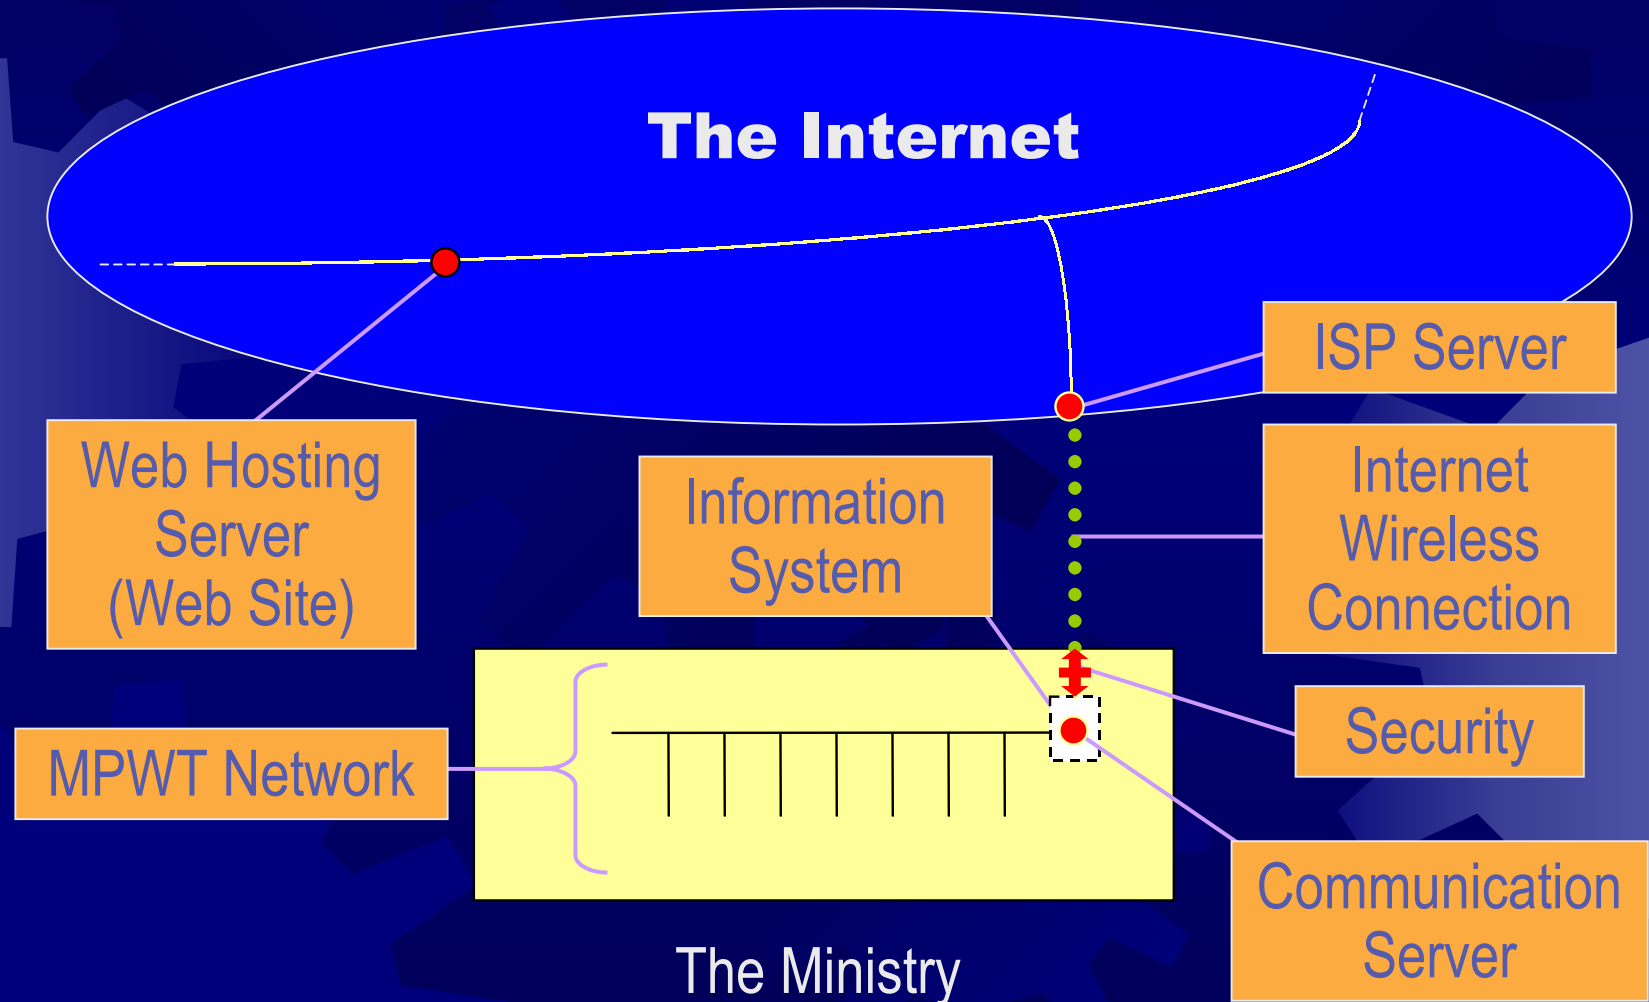 The Internet
ISP Server
Web Hosting
Server
(Web Site)
Information
System
Internet
Wireless
Connection
Security
MPWT Network
Communication
Server
The Ministry